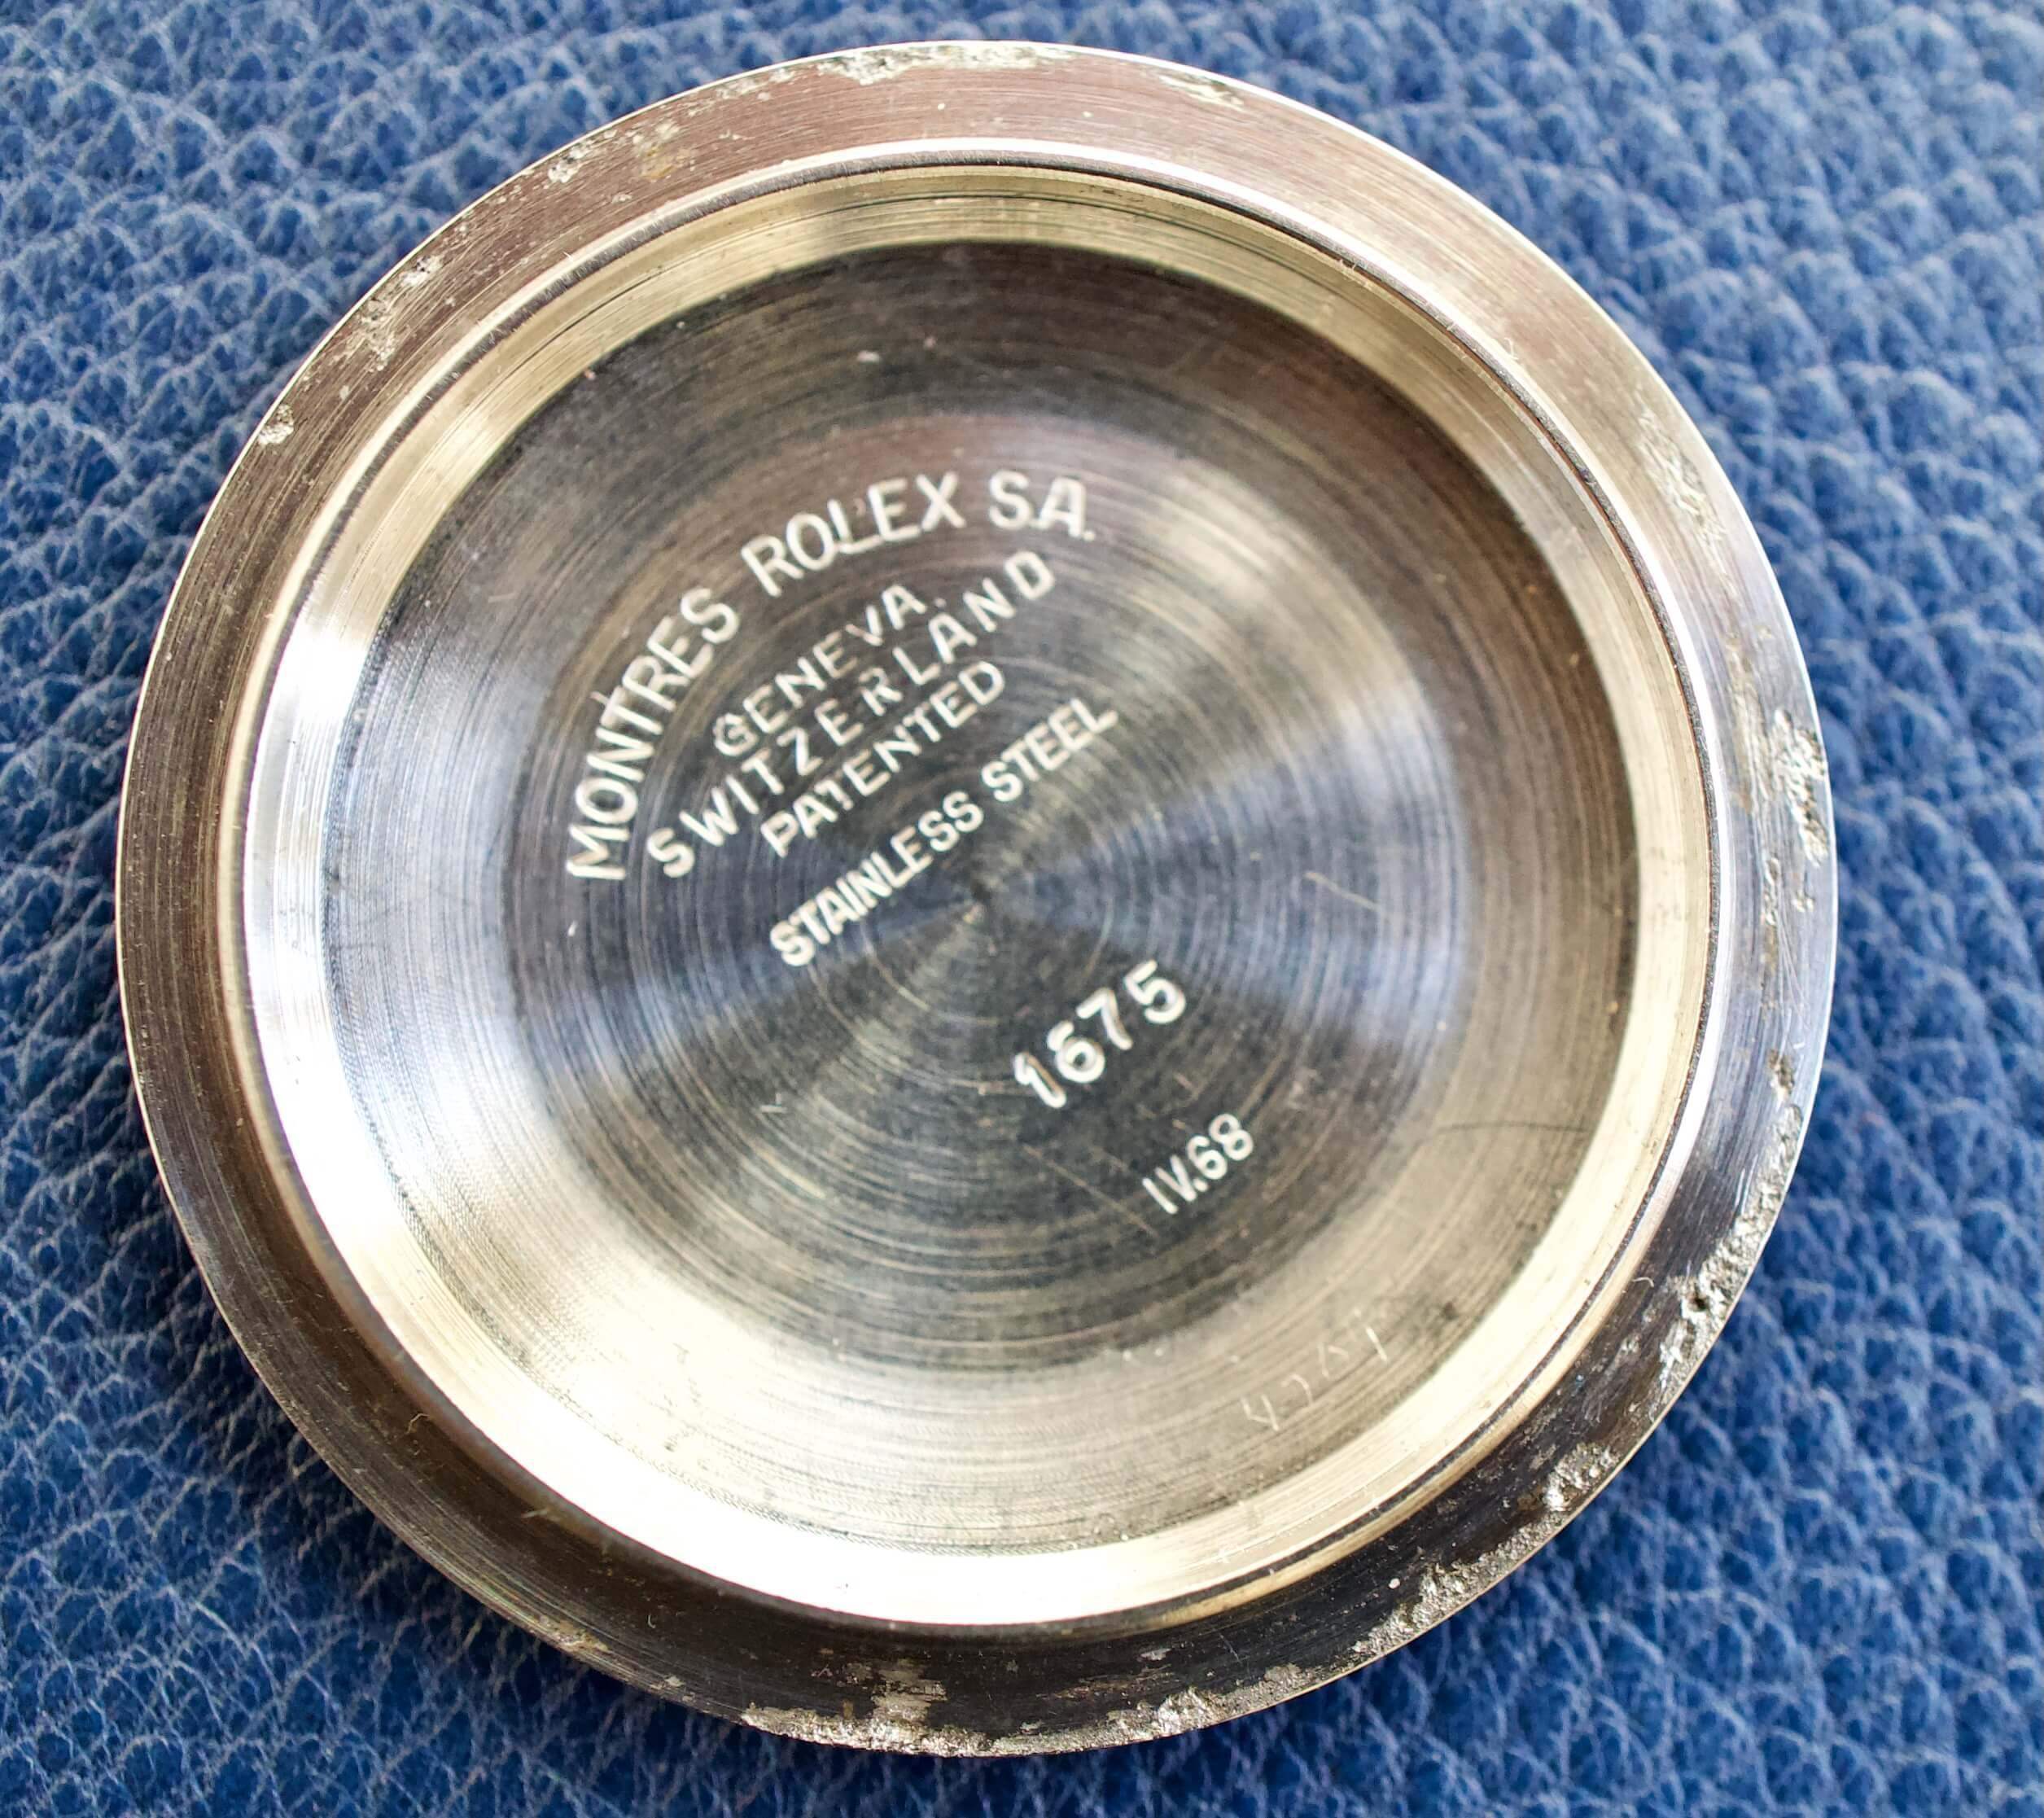 MONTRES ROLEX S.A.
GENEVA.
SWITZERLAND
PATENTED
STAINLESS STEEL
1675
IV.68